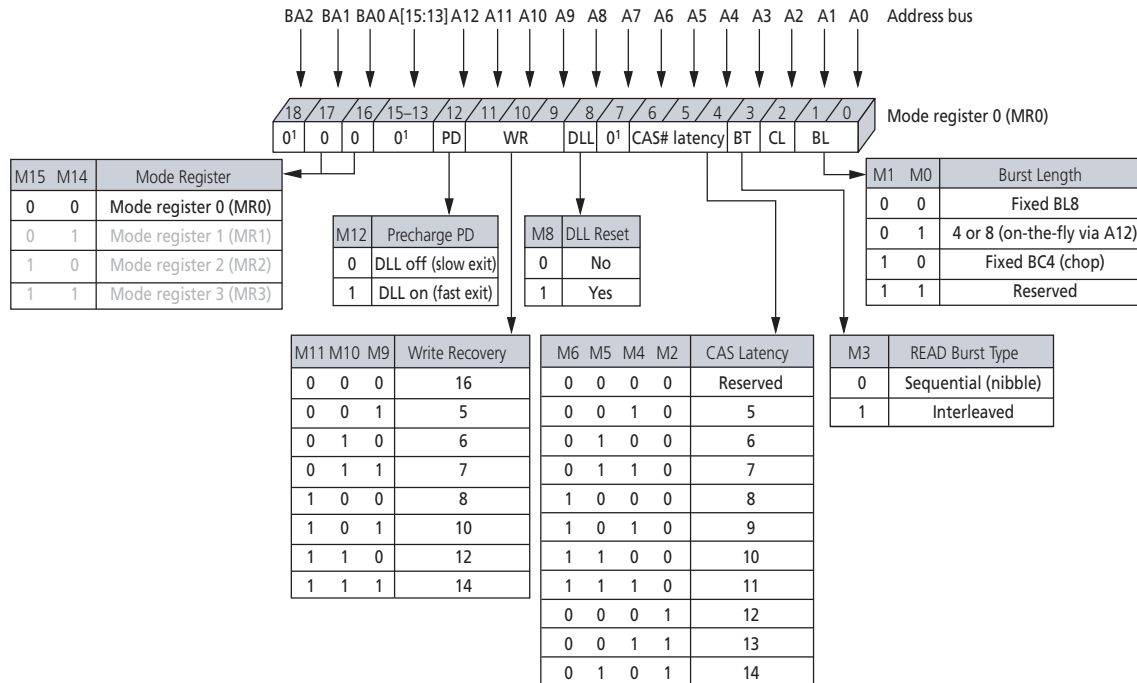 BA2 BA1 BA0 A[15:13] A12 A11 A10 A9 A8 A7 A6 A5 A4 A3 A2 A1 A0 Address bus
18 17 16 15–13 12 11 10 9 8 7 6 5 4 3 2 1 0 Mode register 0 (MR0)
0¹ 0 0 0¹ PD WR DLL 0¹ CAS# latency BT CL BL
M15 M14 Mode Register
0 0 Mode register 0 (MR0)
0 1 Mode register 1 (MR1)
1 0 Mode register 2 (MR2)
1 1 Mode register 3 (MR3)
M12 Precharge PD
0 DLL off (slow exit)
1 DLL on (fast exit)
M8 DLL Reset
0 No
1 Yes
M1 M0 Burst Length
0 0 Fixed BL8
0 1 4 or 8 (on-the-fly via A12)
1 0 Fixed BC4 (chop)
1 1 Reserved
M11 M10 M9 Write Recovery
0 0 0 16
0 0 1 5
0 1 0 6
0 1 1 7
1 0 0 8
1 0 1 10
1 1 0 12
1 1 1 14
M6 M5 M4 M2 CAS Latency
0 0 0 0 Reserved
0 0 1 0 5
0 1 0 0 6
0 1 1 0 7
1 0 0 0 8
1 0 1 0 9
1 1 0 0 10
1 1 1 0 11
0 0 0 1 12
0 0 1 1 13
0 1 0 1 14
M3 READ Burst Type
0 Sequential (nibble)
1 Interleaved